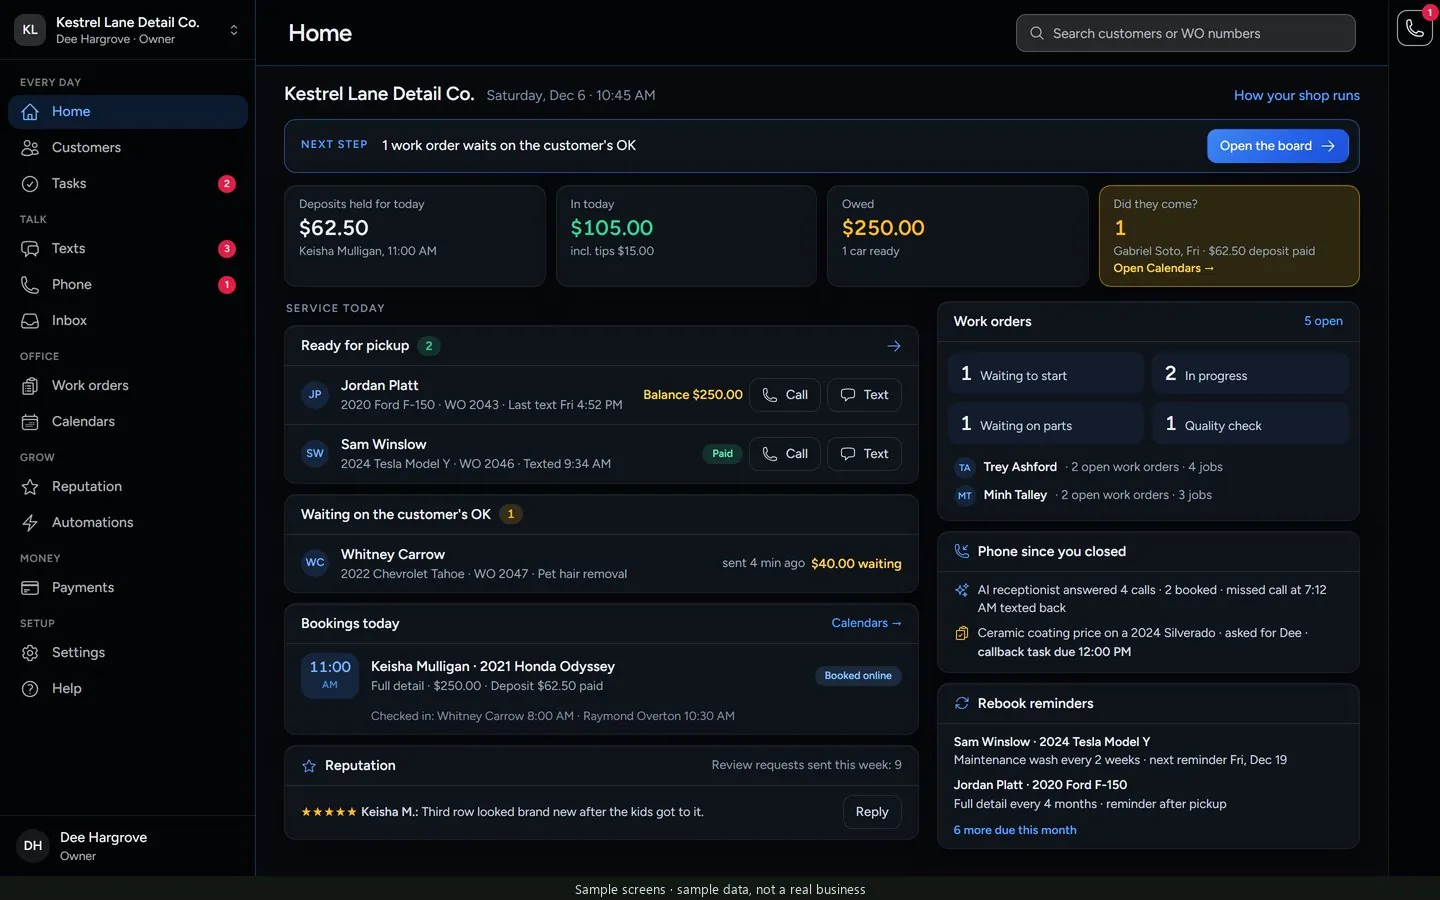 KL
Kestrel Lane Detail Co.
Dee Hargrove · Owner
EVERY DAY
Home
Customers
Tasks
2
TALK
Texts
3
Phone
1
Inbox
OFFICE
Work orders
Calendars
GROW
Reputation
Automations
MONEY
Payments
SETUP
Settings
Help
DH
Dee Hargrove
Owner
Home
Search customers or WO numbers
1
Kestrel Lane Detail Co. Saturday, Dec 6 · 10:45 AM
How your shop runs
NEXT STEP 1 work order waits on the customer's OK
Open the board →
Deposits held for today
$62.50
Keisha Mulligan, 11:00 AM
In today
$105.00
incl. tips $15.00
Owed
$250.00
1 car ready
Did they come?
1
Gabriel Soto, Fri · $62.50 deposit paid
Open Calendars →
SERVICE TODAY
Ready for pickup 2
→
JP
Jordan Platt
2020 Ford F-150 · WO 2043 · Last text Fri 4:52 PM
Balance $250.00
Call
Text
SW
Sam Winslow
2024 Tesla Model Y · WO 2046 · Texted 9:34 AM
Paid
Call
Text
Waiting on the customer's OK 1
WC
Whitney Carrow
2022 Chevrolet Tahoe · WO 2047 · Pet hair removal
sent 4 min ago $40.00 waiting
Bookings today
Calendars →
11:00
AM
Keisha Mulligan · 2021 Honda Odyssey
Full detail · $250.00 · Deposit $62.50 paid
Booked online
Checked in: Whitney Carrow 8:00 AM · Raymond Overton 10:30 AM
Reputation
Review requests sent this week: 9
★★★★★ Keisha M.: Third row looked brand new after the kids got to it.
Reply
Work orders
5 open
1 Waiting to start
2 In progress
1 Waiting on parts
1 Quality check
TA Trey Ashford · 2 open work orders · 4 jobs
MT Minh Talley · 2 open work orders · 3 jobs
Phone since you closed
AI receptionist answered 4 calls · 2 booked · missed call at 7:12
AM texted back
Ceramic coating price on a 2024 Silverado · asked for Dee ·
callback task due 12:00 PM
Rebook reminders
Sam Winslow · 2024 Tesla Model Y
Maintenance wash every 2 weeks · next reminder Fri, Dec 19
Jordan Platt · 2020 Ford F-150
Full detail every 4 months · reminder after pickup
6 more due this month
Sample screens · sample data, not a real business